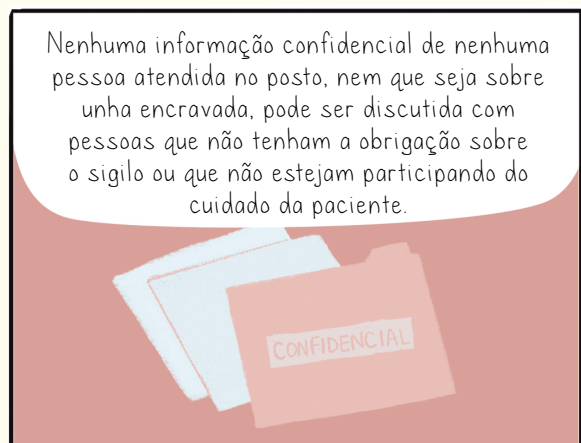 Nenhuma informação confidencial de nenhuma
pessoa atendida no posto, nem que seja sobre
unha encravada, pode ser discutida com
pessoas que não tenham a obrigação sobre
o sigilo ou que não estejam participando do
cuidado da paciente.
CONFIDENCIAL